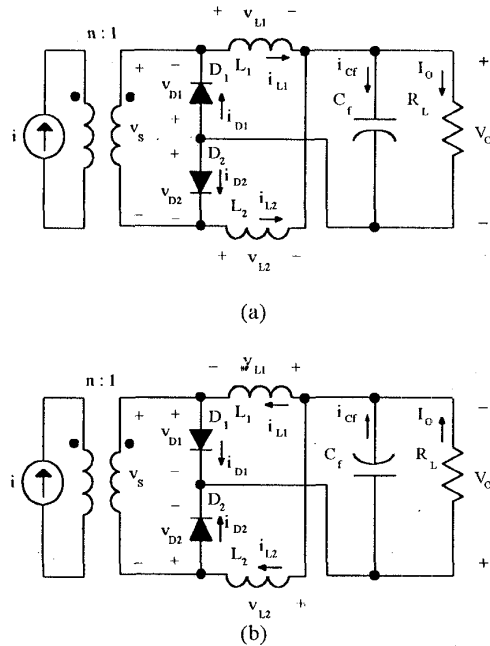 + v_L1 −
n : 1
D_1 L_1 i_L1 i_Cf I_O +
+ − v_D1 C_f R_L
i v_S + i_D1 V_O
+ D_2 i_D2
v_D2 i_L2
− − L_2 −
+ v_L2 −
(a)
− v_L1 +
n : 1
+ + D_1 L_1 i_L1 i_Cf I_O −
v_D1 C_f R_L
i v_S − i_D1 V_O
− D_2 i_D2
v_D2 i_L2
− + L_2 +
v_L2 +
(b)